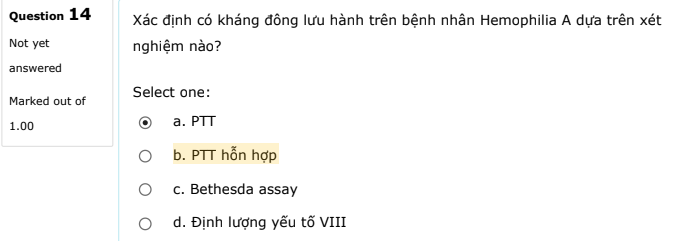 Question 14
Not yet
answered
Marked out of
1.00
Xác định có kháng đông lưu hành trên bệnh nhân Hemophilia A dựa trên xét
nghiệm nào?
Select one:
a. PTT
b. PTT hỗn hợp
c. Bethesda assay
d. Định lượng yếu tố VIII